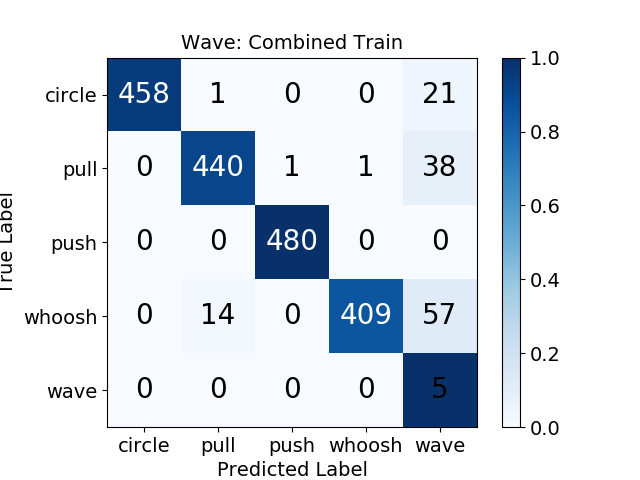 Wave: Combined Train
circle 458 1 0 0 21
pull 0 440 1 1 38
push 0 0 480 0 0
whoosh 0 14 0 409 57
wave 0 0 0 0 5
circle pull push whoosh wave
Predicted Label
True Label
1.0
0.8
0.6
0.4
0.2
0.0